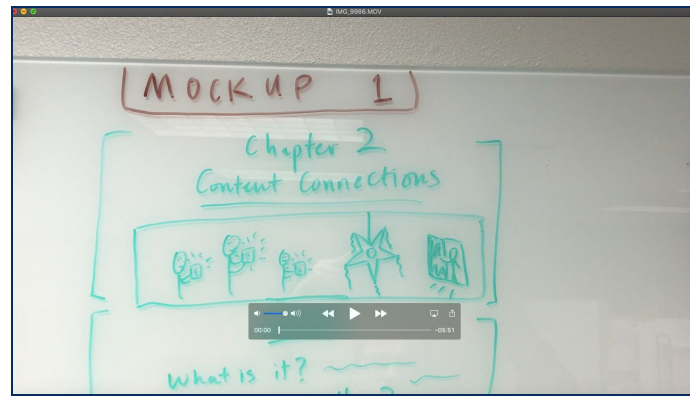 IMG_9986.MOV
MOCKUP 1
Chapter 2
Content Connections
What is it?
00:00
-05:51